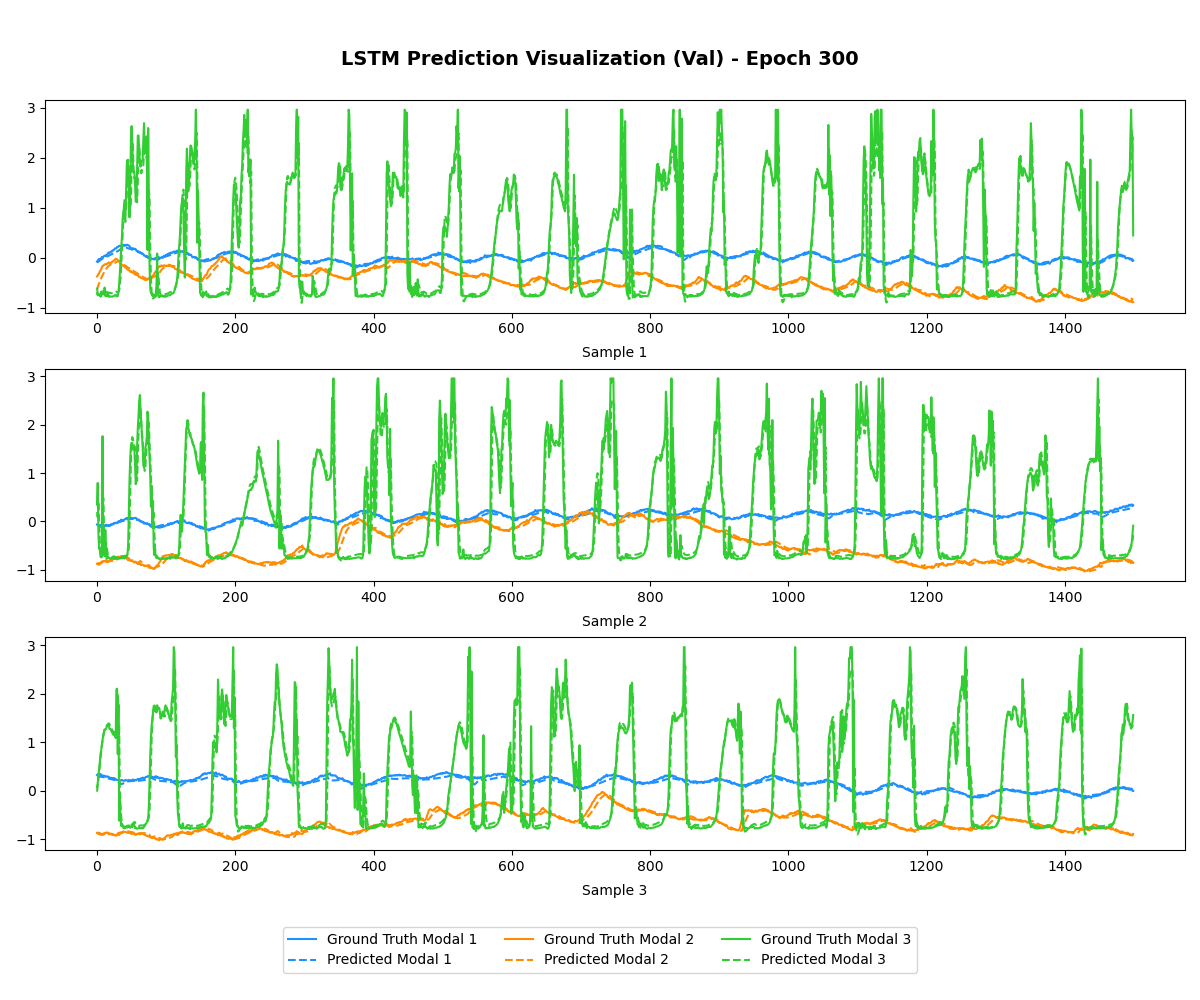 LSTM Prediction Visualization (Val) - Epoch 300
3
2
1
0
−1
0 200 400 600 800 1000 1200 1400
Sample 1
3
2
1
0
−1
0 200 400 600 800 1000 1200 1400
Sample 2
3
2
1
0
−1
0 200 400 600 800 1000 1200 1400
Sample 3
Ground Truth Modal 1 Ground Truth Modal 2 Ground Truth Modal 3
Predicted Modal 1 Predicted Modal 2 Predicted Modal 3